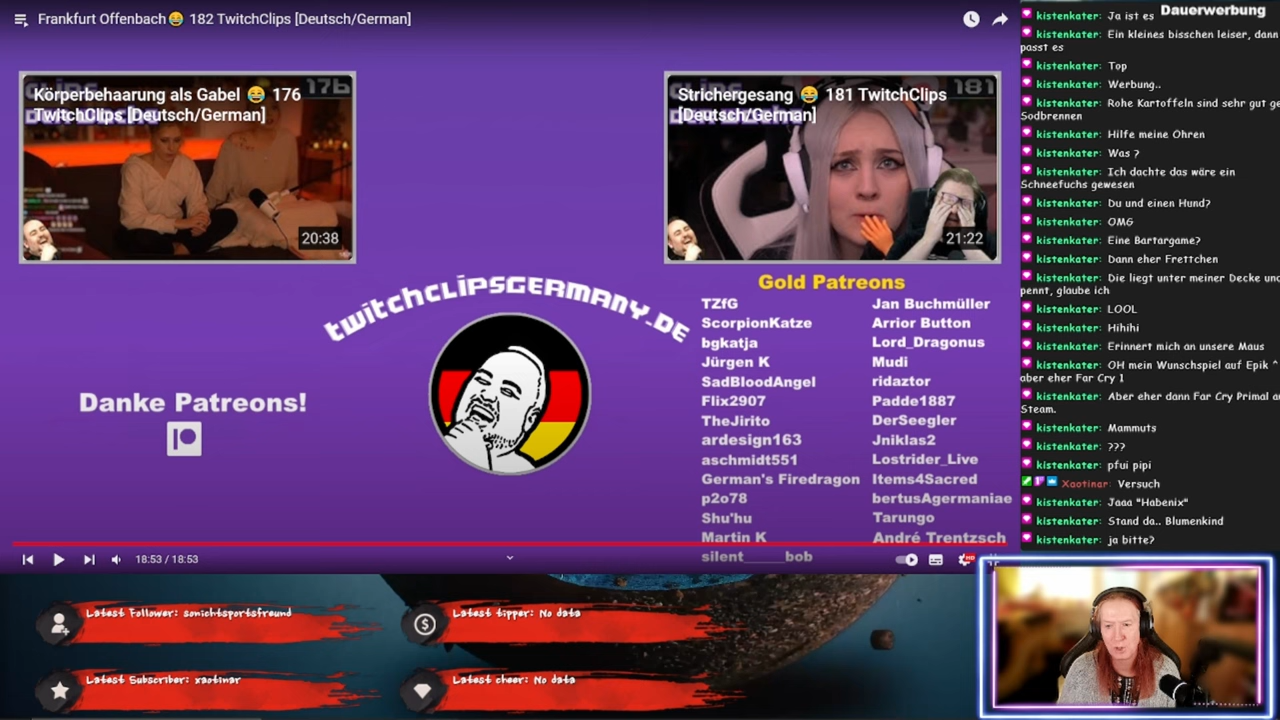 Frankfurt Offenbach😂 182 TwitchClips [Deutsch/German]
Körperbehaarung als Gabel 😂 176
TwitchClips [Deutsch/German]
176
20:38
Strichergesang 😂 181 TwitchClips
[Deutsch/German]
181
21:22
TWITCHCLIPSGERMANY.DE
Danke Patreons!
Gold Patreons
TZfG
ScorpionKatze
bgkatja
Jürgen K
SadBloodAngel
Flix2907
TheJirito
ardesign163
aschmidt551
German's Firedragon
p2o78
Shu'hu
Martin K
silent_____bob
Jan Buchmüller
Arrior Button
Lord_Dragonus
Mudi
ridaztor
Padde1887
DerSeegler
Jniklas2
Lostrider_Live
Items4Sacred
bertusAgermaniae
Tarungo
André Trentzsch
18:53 / 18:53
HD
Dauerwerbung
kistenkater: Ja ist es
kistenkater: Ein kleines bisschen leiser, dann
passt es
kistenkater: Top
kistenkater: Werbung..
kistenkater: Rohe Kartoffeln sind sehr gut
Sodbrennen
kistenkater: Hilfe meine Ohren
kistenkater: Was ?
kistenkater: Ich dachte das wäre ein
Schneefuchs gewesen
kistenkater: Du und einen Hund?
kistenkater: OMG
kistenkater: Eine Bartargame?
kistenkater: Dann eher Frettchen
kistenkater: Die liegt unter meiner Decke
pennt, glaube ich
kistenkater: LOOL
kistenkater: Hihihi
kistenkater: Erinnert mich an unsere Maus
kistenkater: OH mein Wunschspiel auf Epik ^
aber eher Far Cry 1
kistenkater: Aber eher dann Far Cry Primal
Steam.
kistenkater: Mammuts
kistenkater: ???
kistenkater: pfui pipi
Xaotinar: Versuch
kistenkater: Jaaa "Habenix"
kistenkater: Stand da.. Blumenkind
kistenkater: ja bitte?
Latest Follower: sonichtsportsfreund
Latest tipper: No data
Latest Subscriber: xaotinar
Latest cheer: No data